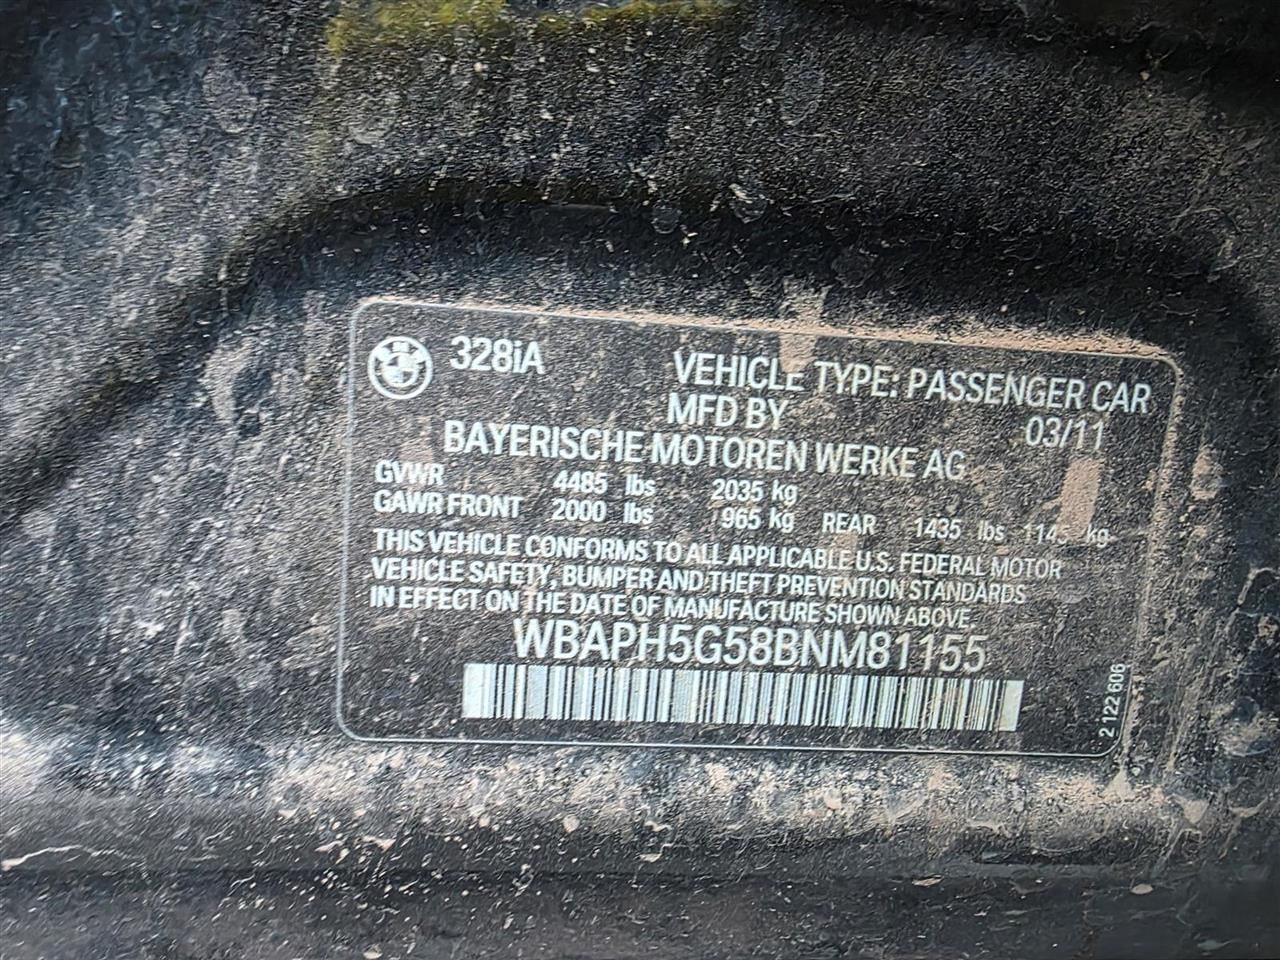 328iA VEHICLE TYPE: PASSENGER CAR
MFD BY 03/11
BAYERISCHE MOTOREN WERKE AG
GVWR 4485 lbs 2035 kg
GAWR FRONT 2000 lbs 965 kg REAR 1435 lbs 1145 kg
THIS VEHICLE CONFORMS TO ALL APPLICABLE U.S. FEDERAL MOTOR
VEHICLE SAFETY, BUMPER AND THEFT PREVENTION STANDARDS
IN EFFECT ON THE DATE OF MANUFACTURE SHOWN ABOVE.
WBAPH5G58BNM81155
2 122 606